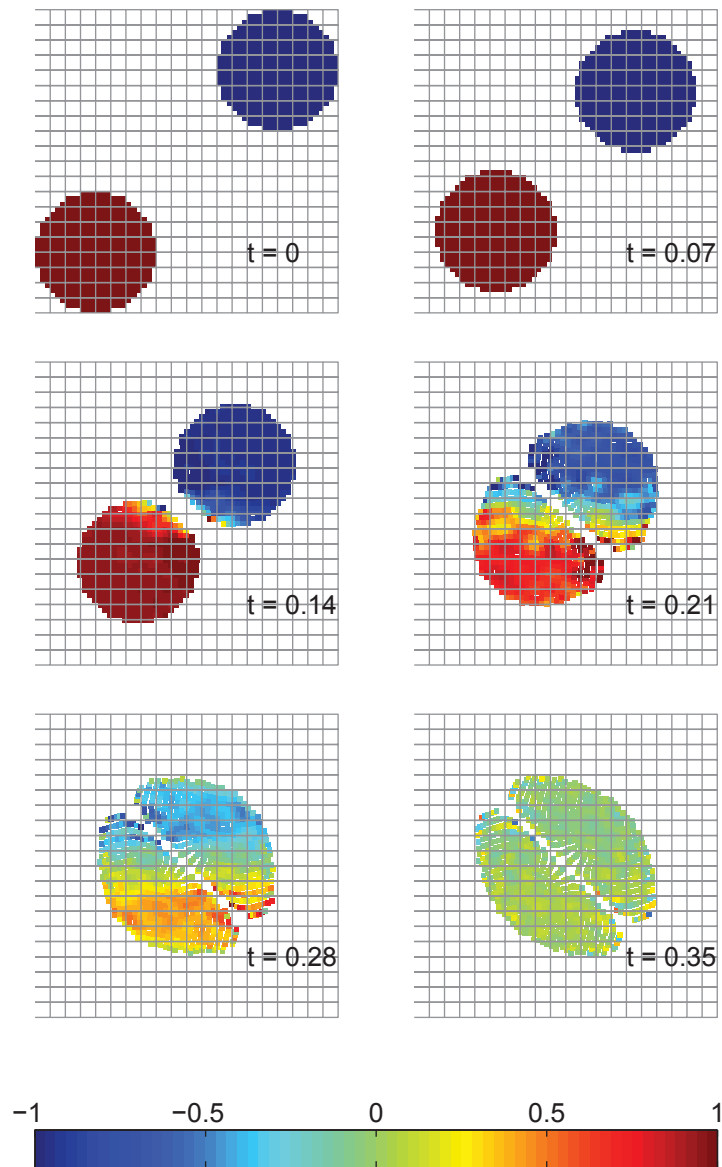 t = 0
t = 0.07
t = 0.14
t = 0.21
t = 0.28
t = 0.35
−1 −0.5 0 0.5 1